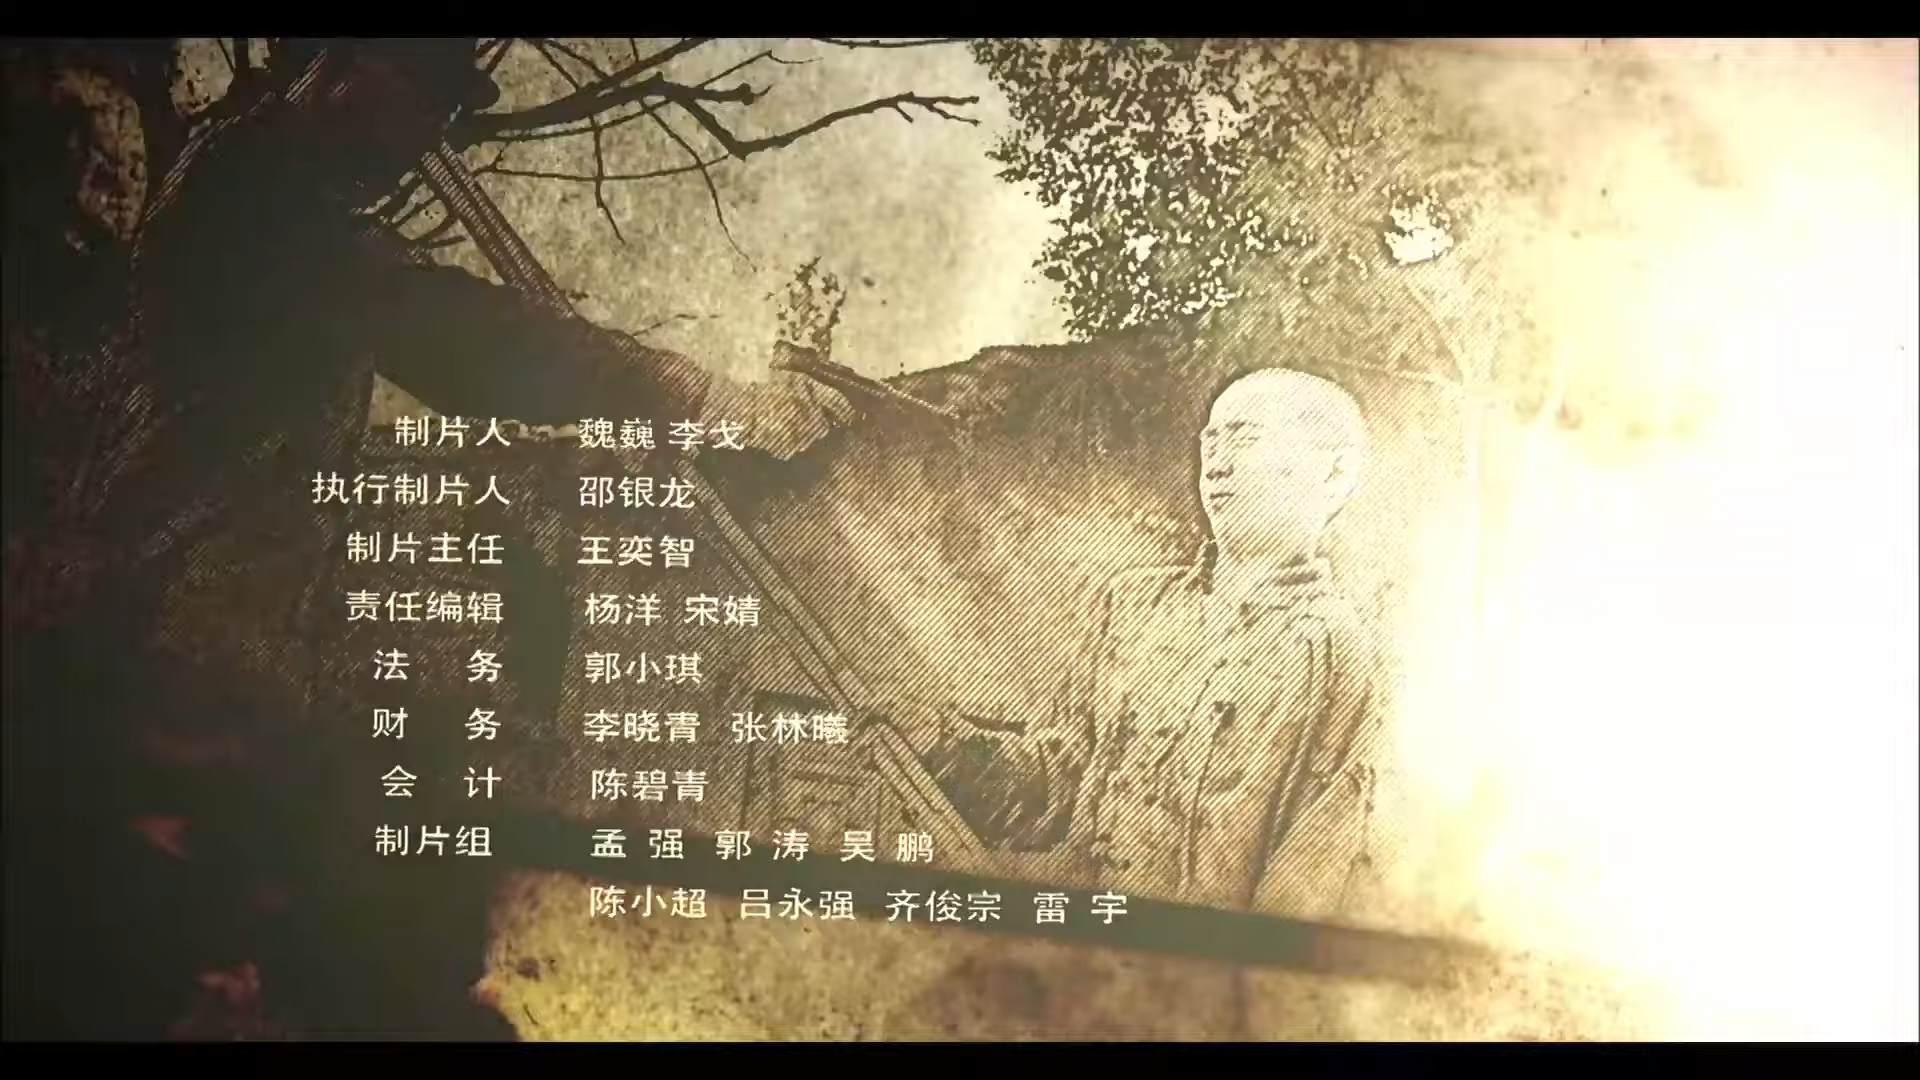 制片人 魏巍 李戈
执行制片人 邵银龙
制片主任 王奕智
责任编辑 杨洋 宋婧
法 务 郭小琪
财 务 李晓青 张林曦
会 计 陈碧青
制片组 孟 强 郭 涛 吴 鹏
陈小超 吕永强 齐俊宗 雷 宇